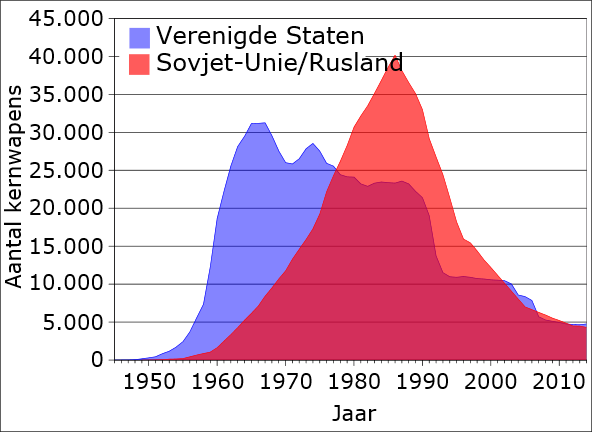 45.000
40.000
35.000
30.000
25.000
20.000
15.000
10.000
5.000
0
Aantal kernwapens
Verenigde Staten
Sovjet-Unie/Rusland
1950 1960 1970 1980 1990 2000 2010
Jaar